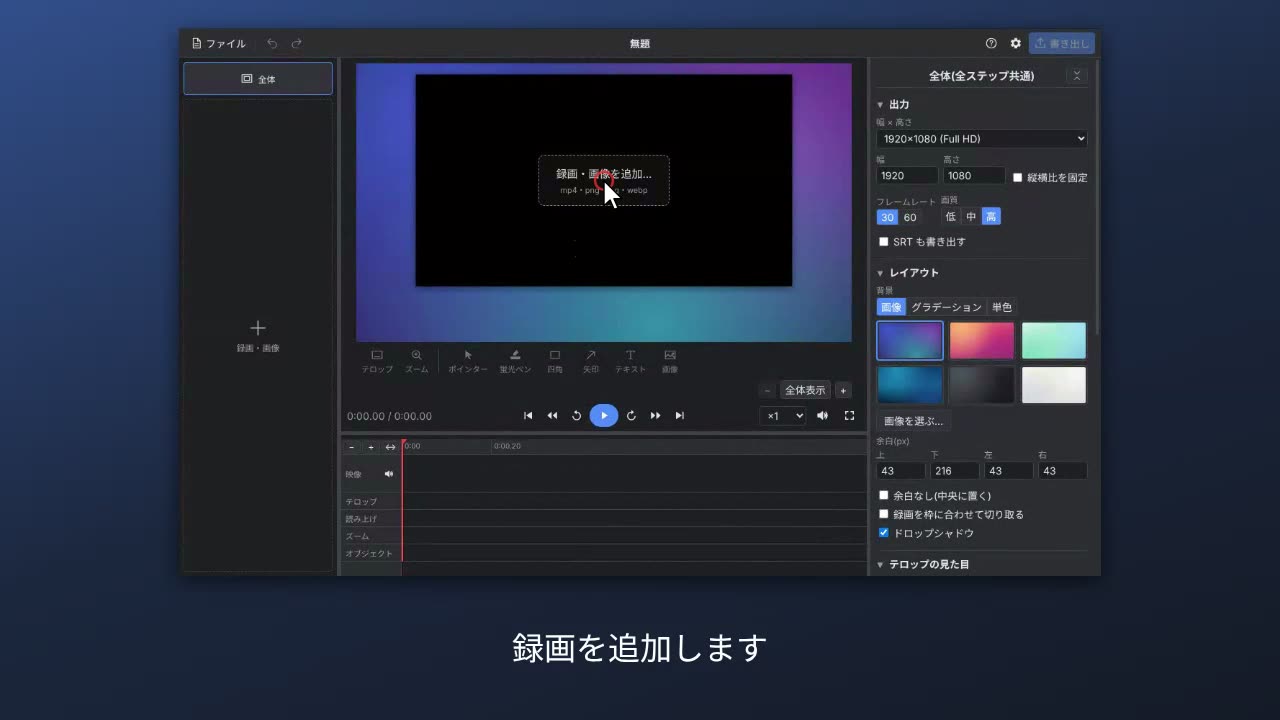 ファイル
無題
書き出し
全体
録画・画像
録画・画像を追加...
mp4・png
webp
テロップ
ズーム
ポインター
蛍光ペン
四角
矢印
テキスト
画像
− 全体表示 +
0:00.00 / 0:00.00
×1
− + ↔ 0:00 0:00.20
映像
テロップ
読み上げ
ズーム
オブジェクト
全体(全ステップ共通)
▼ 出力
幅 × 高さ
1920×1080 (Full HD)
幅 高さ
1920 1080 縦横比を固定
フレームレート 画質
30 60 低 中 高
SRT も書き出す
▼ レイアウト
背景
画像 グラデーション 単色
画像を選ぶ...
余白(px)
上 下 左 右
43 216 43 43
余白なし(中央に置く)
録画を枠に合わせて切り取る
ドロップシャドウ
▼ テロップの見た目
録画を追加します